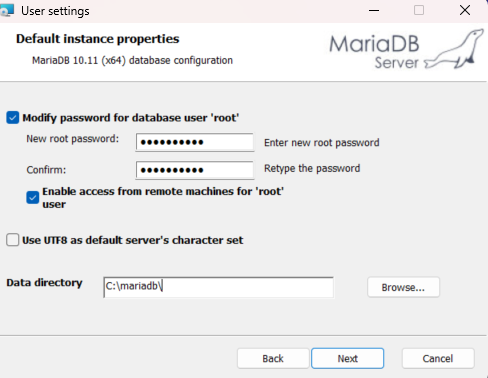 User settings
Default instance properties
MariaDB 10.11 (x64) database configuration
MariaDB
Server
Modify password for database user 'root'
New root password: ●●●●●●●●●● Enter new root password
Confirm: ●●●●●●●●●● Retype the password
Enable access from remote machines for 'root'
user
Use UTF8 as default server's character set
Data directory C:\mariadb\ Browse...
Back Next Cancel